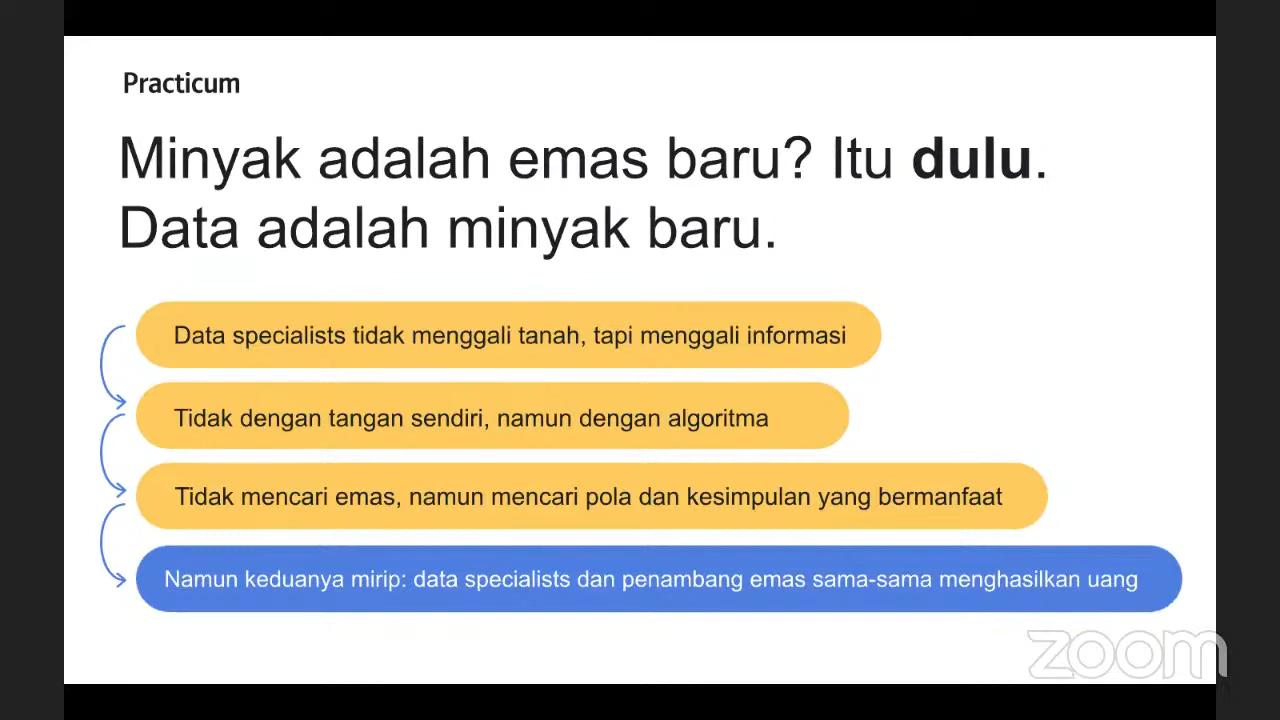 Practicum
Minyak adalah emas baru? Itu dulu.
Data adalah minyak baru.
Data specialists tidak menggali tanah, tapi menggali informasi
Tidak dengan tangan sendiri, namun dengan algoritma
Tidak mencari emas, namun mencari pola dan kesimpulan yang bermanfaat
Namun keduanya mirip: data specialists dan penambang emas sama-sama menghasilkan uang
zoom